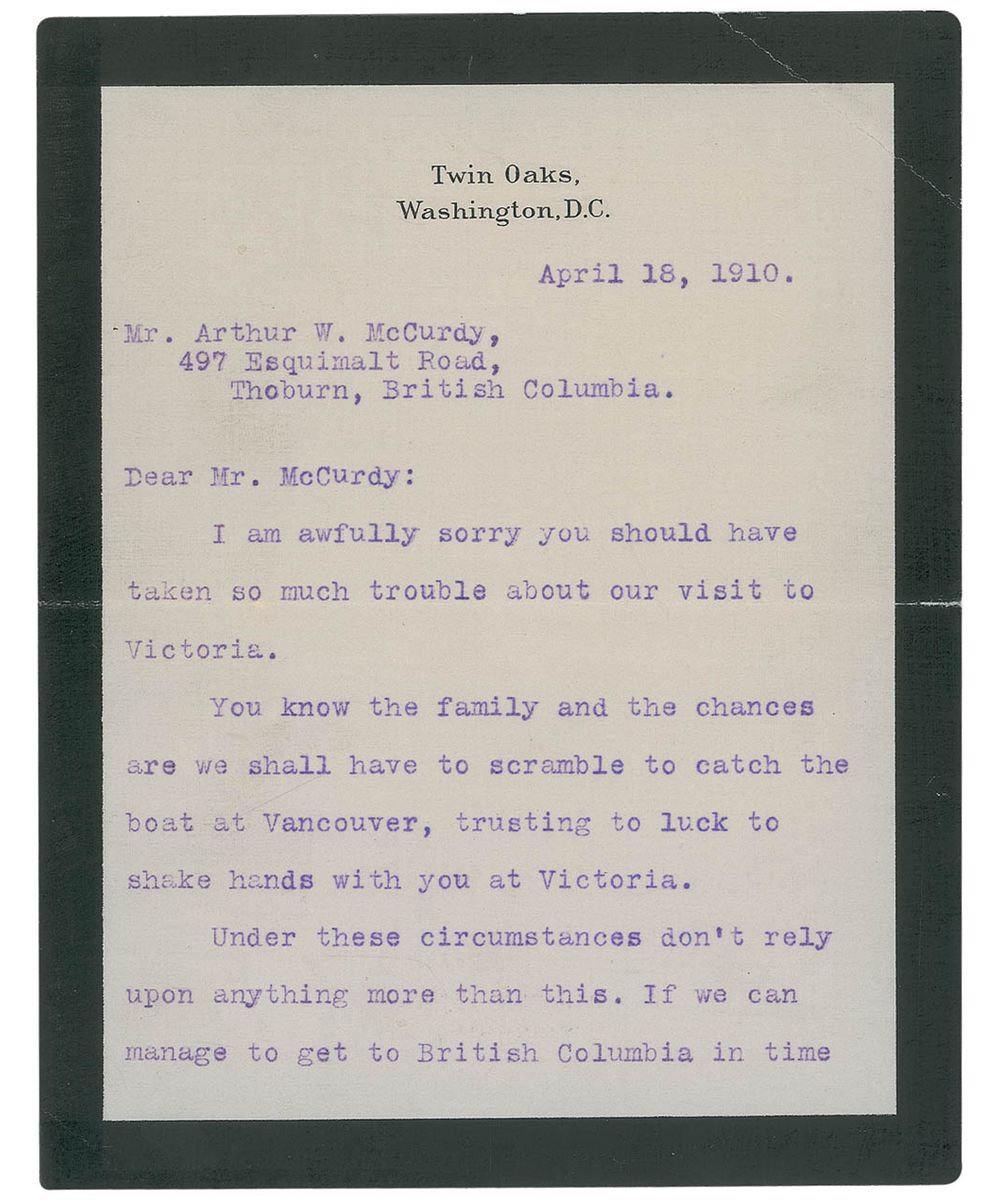 Twin Oaks,
Washington, D.C.
April 18, 1910.
Mr. Arthur W. McCurdy,
497 Esquimalt Road,
Thoburn, British Columbia.
Dear Mr. McCurdy:
I am awfully sorry you should have
taken so much trouble about our visit to
Victoria.
You know the family and the chances
are we shall have to scramble to catch the
boat at Vancouver, trusting to luck to
shake hands with you at Victoria.
Under these circumstances don't rely
upon anything more than this. If we can
manage to get to British Columbia in time